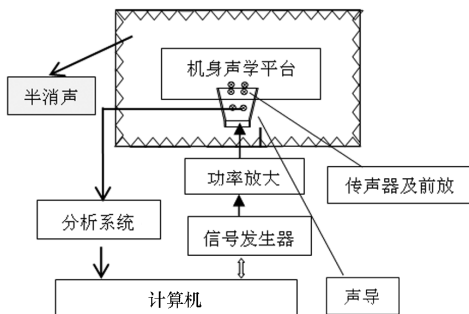 机身声学平台
半消声
功率放大
传声器及前放
分析系统
信号发生器
计算机
声导